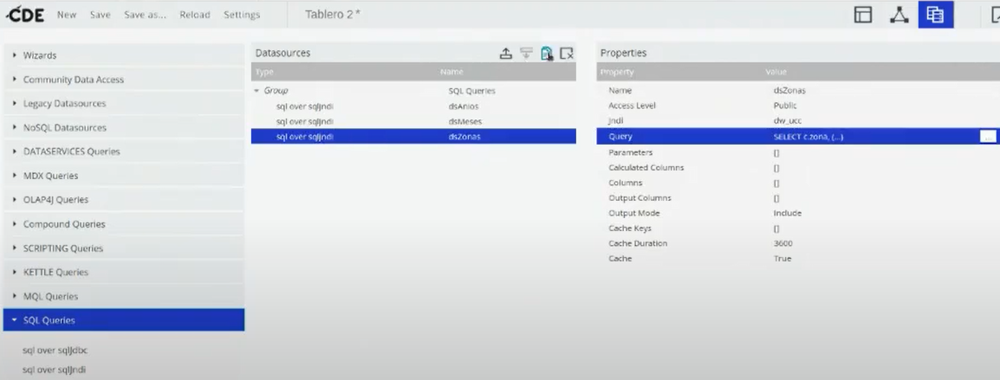 CDE New Save Save as... Reload Settings Tablero 2 *
Wizards
Community Data Access
Legacy Datasources
NoSQL Datasources
DATASERVICES Queries
MDX Queries
OLAP4J Queries
Compound Queries
SCRIPTING Queries
KETTLE Queries
MQL Queries
SQL Queries
sql over sqlJdbc
sql over sqlJndi
Datasources
Type Name
Group SQL Queries
sql over sqlJndi dsAnios
sql over sqlJndi dsMeses
sql over sqlJndi dsZonas
Properties
Property Value
Name dsZonas
Access Level Public
Jndi dw_ucc
Query SELECT c.zona, (...) ...
Parameters []
Calculated Columns []
Columns []
Output Columns []
Output Mode Include
Cache Keys []
Cache Duration 3600
Cache True